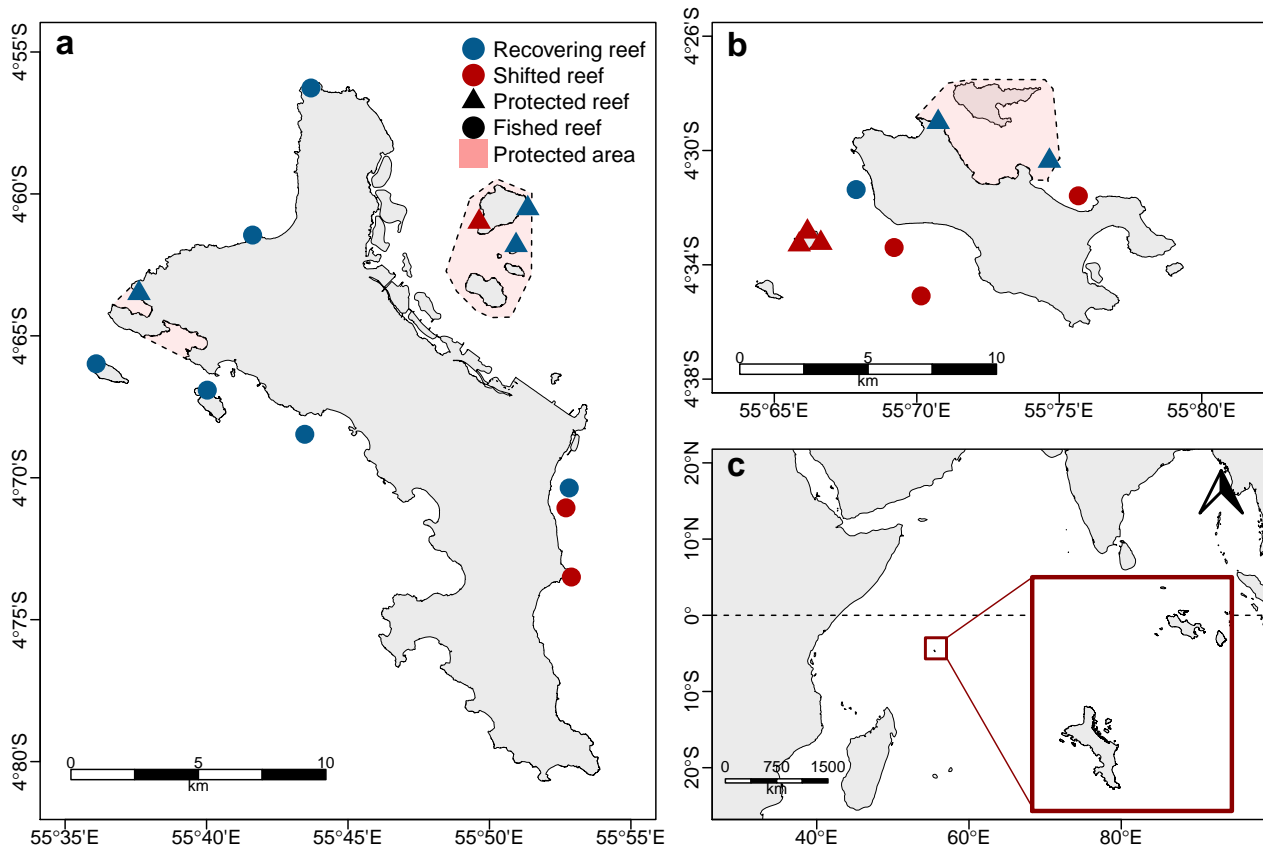 a
Recovering reef
Shifted reef
Protected reef
Fished reef
Protected area
4°55'S
4°60'S
4°65'S
4°70'S
4°75'S
4°80'S
0 5 10
km
55°35'E 55°40'E 55°45'E 55°50'E 55°55'E
b
4°26'S
4°30'S
4°34'S
4°38'S
0 5 10
km
55°65'E 55°70'E 55°75'E 55°80'E
c
20°N
10°N
0°
10°S
20°S
0 750 1500
km
40°E 60°E 80°E